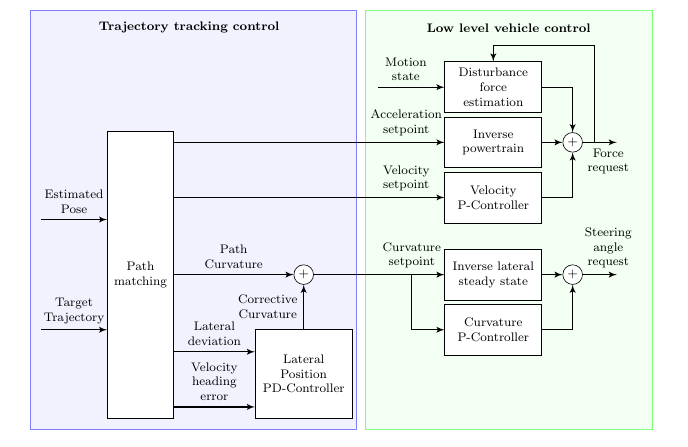 Trajectory tracking control
Low level vehicle control
Motion
state
Disturbance
force
estimation
Acceleration
setpoint
Inverse
powertrain
+
Force
request
Velocity
setpoint
Velocity
P-Controller
Estimated
Pose
Path
matching
Path
Curvature
+
Curvature
setpoint
Inverse lateral
steady state
+
Steering
angle
request
Target
Trajectory
Corrective
Curvature
Lateral
deviation
Velocity
heading
error
Lateral
Position
PD-Controller
Curvature
P-Controller